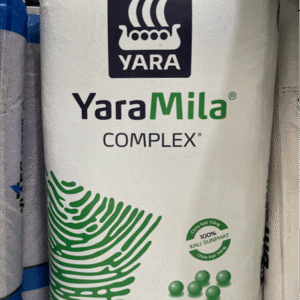 YARA
YaraMila®
COMPLEX®
100%
KALI SUNPHAT